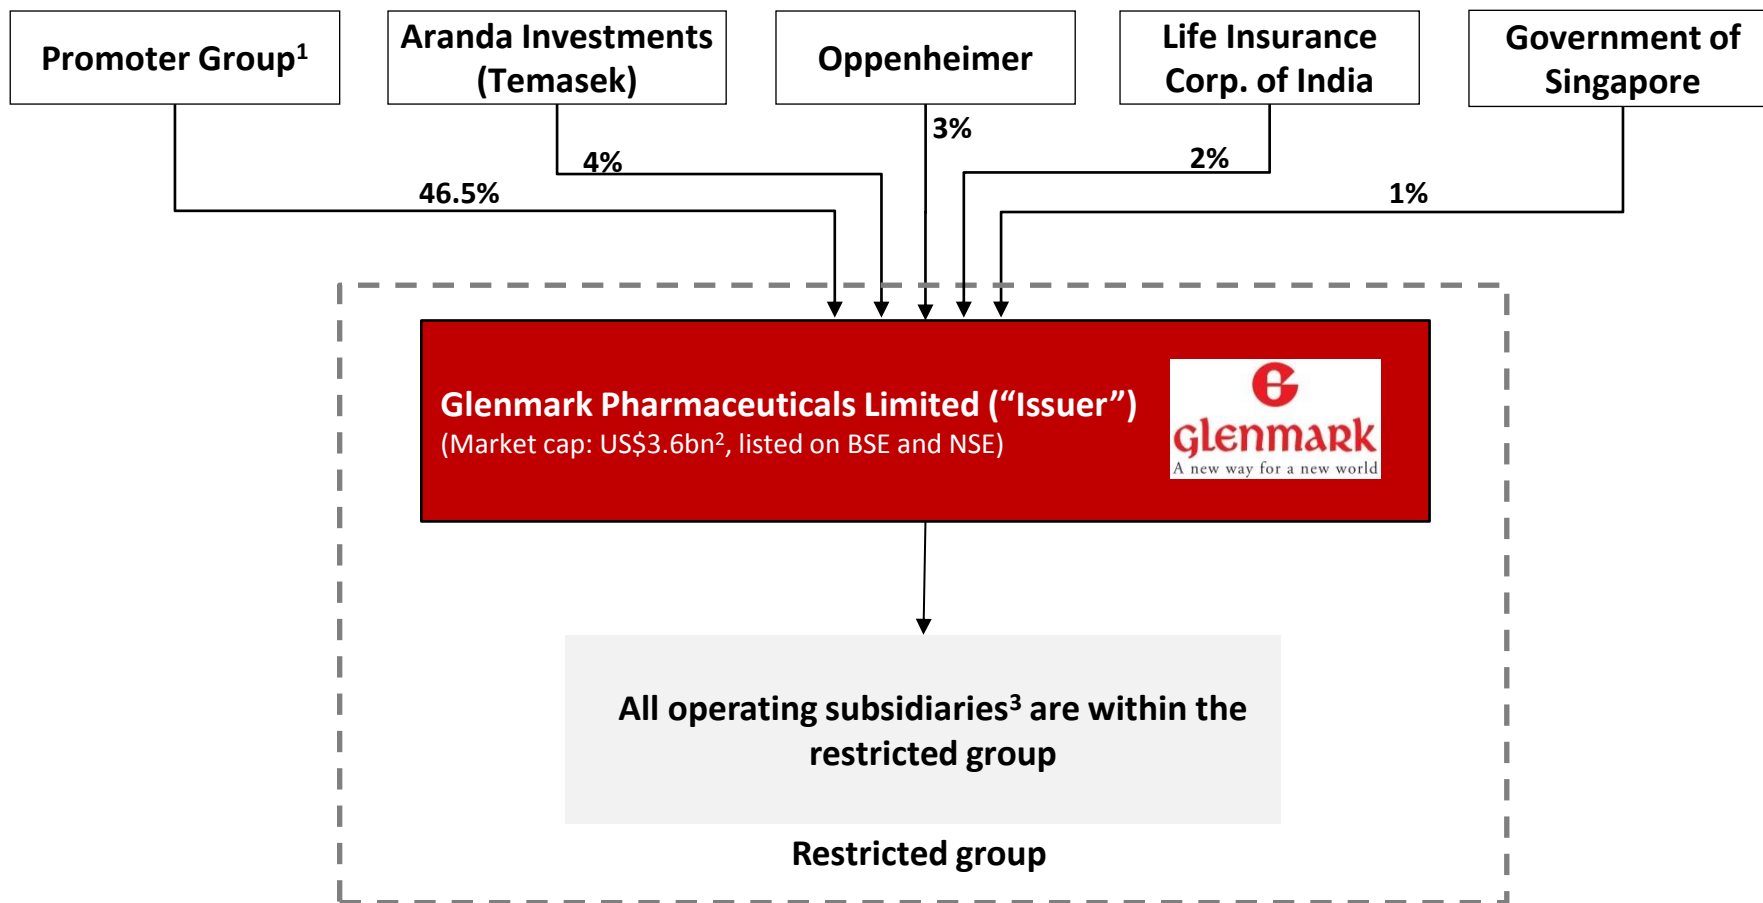 Promoter Group¹
Aranda Investments
(Temasek)
Oppenheimer
Life Insurance
Corp. of India
Government of
Singapore
3%
4%
2%
46.5%
1%
Glenmark Pharmaceuticals Limited (“Issuer”)
(Market cap: US$3.6bn², listed on BSE and NSE)
glenmark
A new way for a new world
All operating subsidiaries³ are within the
restricted group
Restricted group